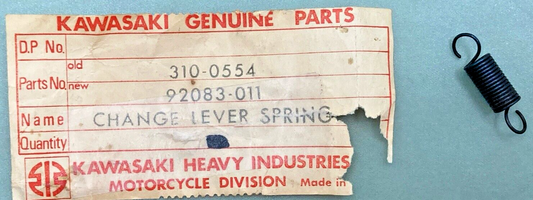 KAWASAKI GENUINE PARTS
D.P No.
old
310-0554
Parts No.
new
92083-011
Name CHANGE LEVER SPRING
Quantity
KAWASAKI HEAVY INDUSTRIES
MOTORCYCLE DIVISION Made in